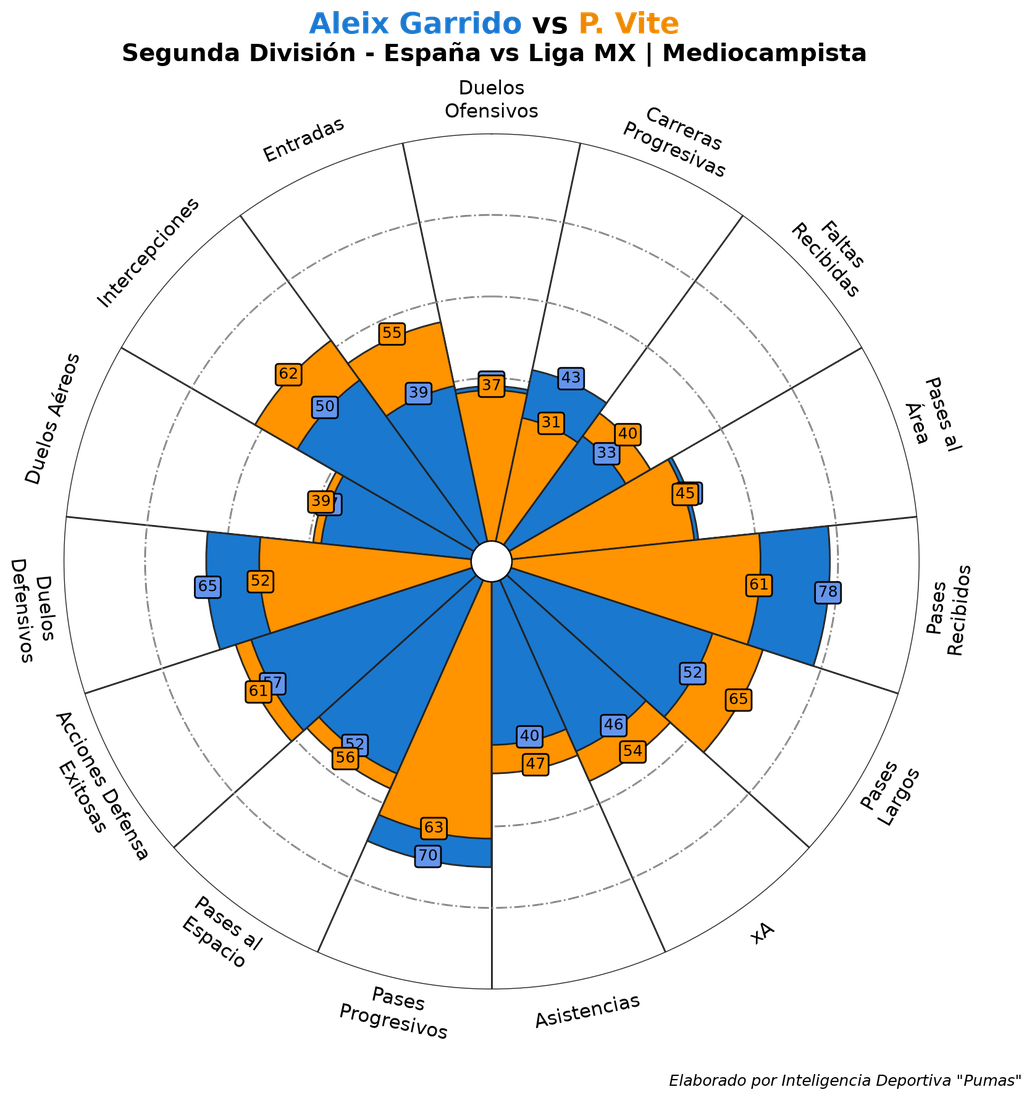 Aleix Garrido vs P. Vite
Segunda División - España vs Liga MX | Mediocampista
Duelos
Ofensivos
Carreras
Progresivas
Faltas
Recibidas
Pases al
Área
Pases
Recibidos
Pases
Largos
xA
Asistencias
Pases
Progresivos
Pases al
Espacio
Acciones Defensa
Exitosas
Duelos
Defensivos
Duelos Aéreos
Intercepciones
Entradas
37
43
31
40
33
45
78
61
52
65
46
54
40
47
70
63
52
56
57
61
65
52
39
50
62
39
55
Elaborado por Inteligencia Deportiva "Pumas"